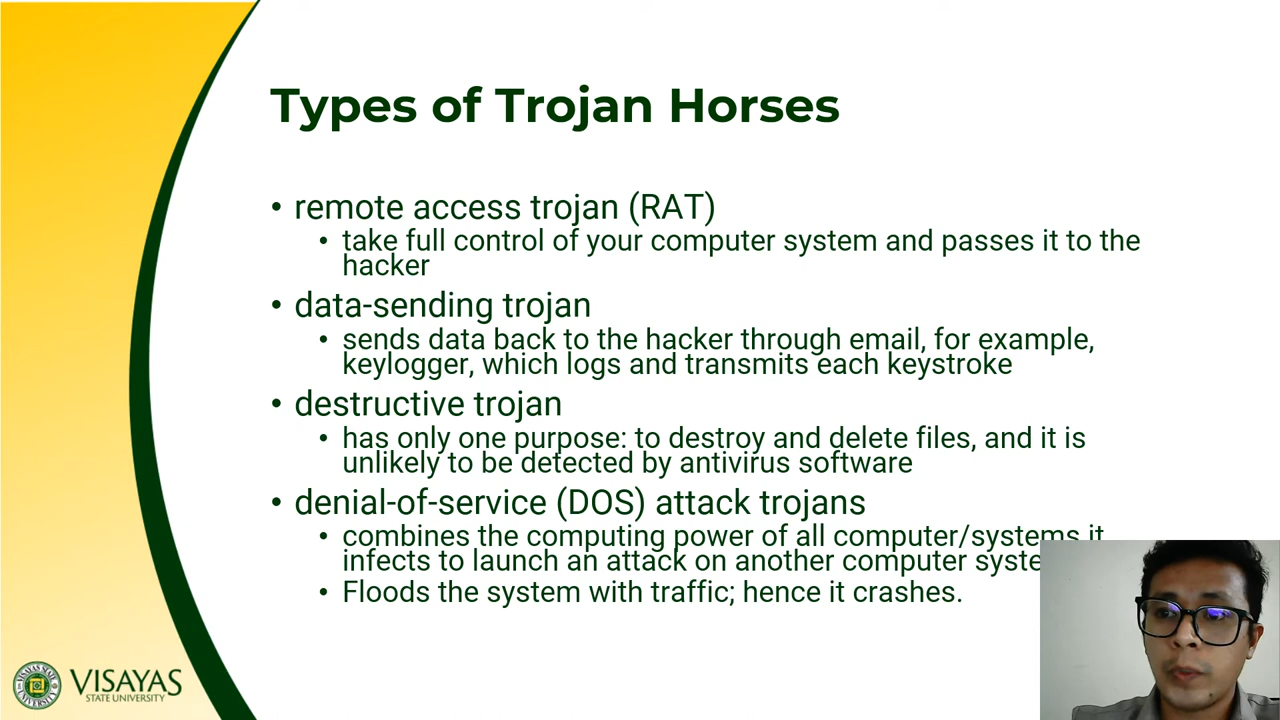 Types of Trojan Horses
• remote access trojan (RAT)
• take full control of your computer system and passes it to the
hacker
• data-sending trojan
• sends data back to the hacker through email, for example,
keylogger, which logs and transmits each keystroke
• destructive trojan
• has only one purpose: to destroy and delete files, and it is
unlikely to be detected by antivirus software
• denial-of-service (DOS) attack trojans
• combines the computing power of all computer/systems it
infects to launch an attack on another computer
• Floods the system with traffic; hence it crashes.
VISAYAS
STATE UNIVERSITY